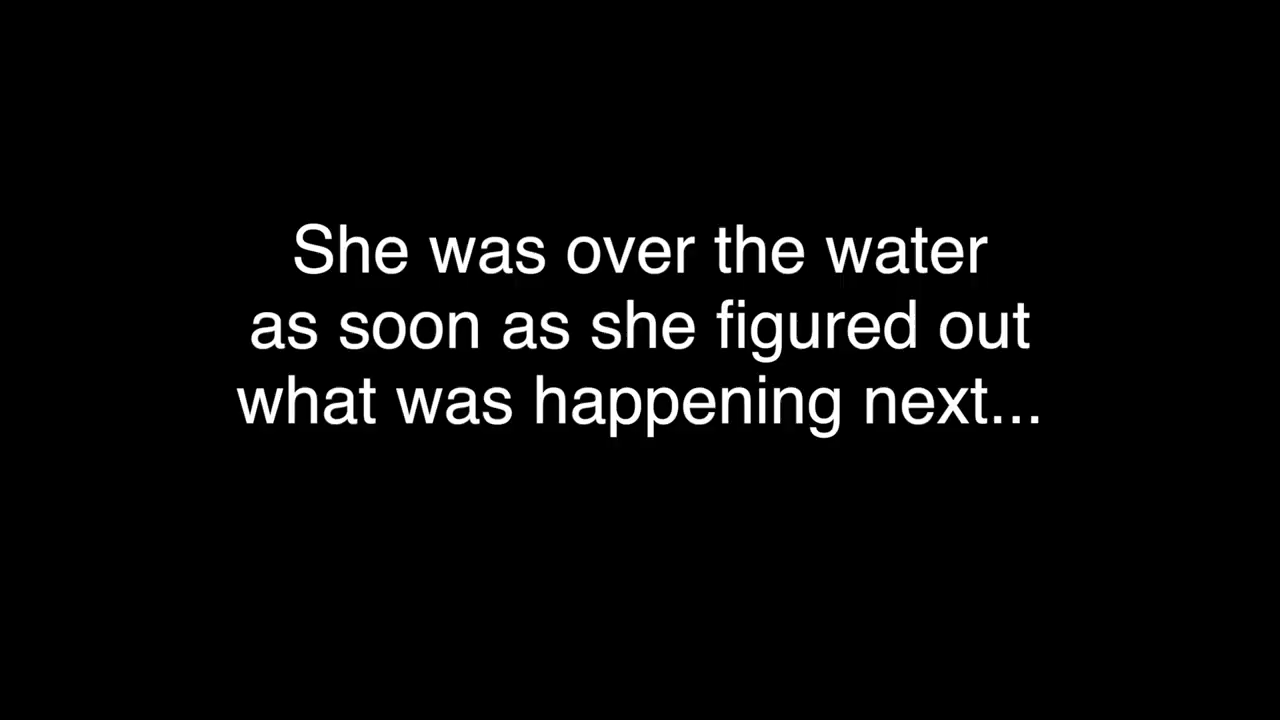 She was over the water
as soon as she figured out
what was happening next...